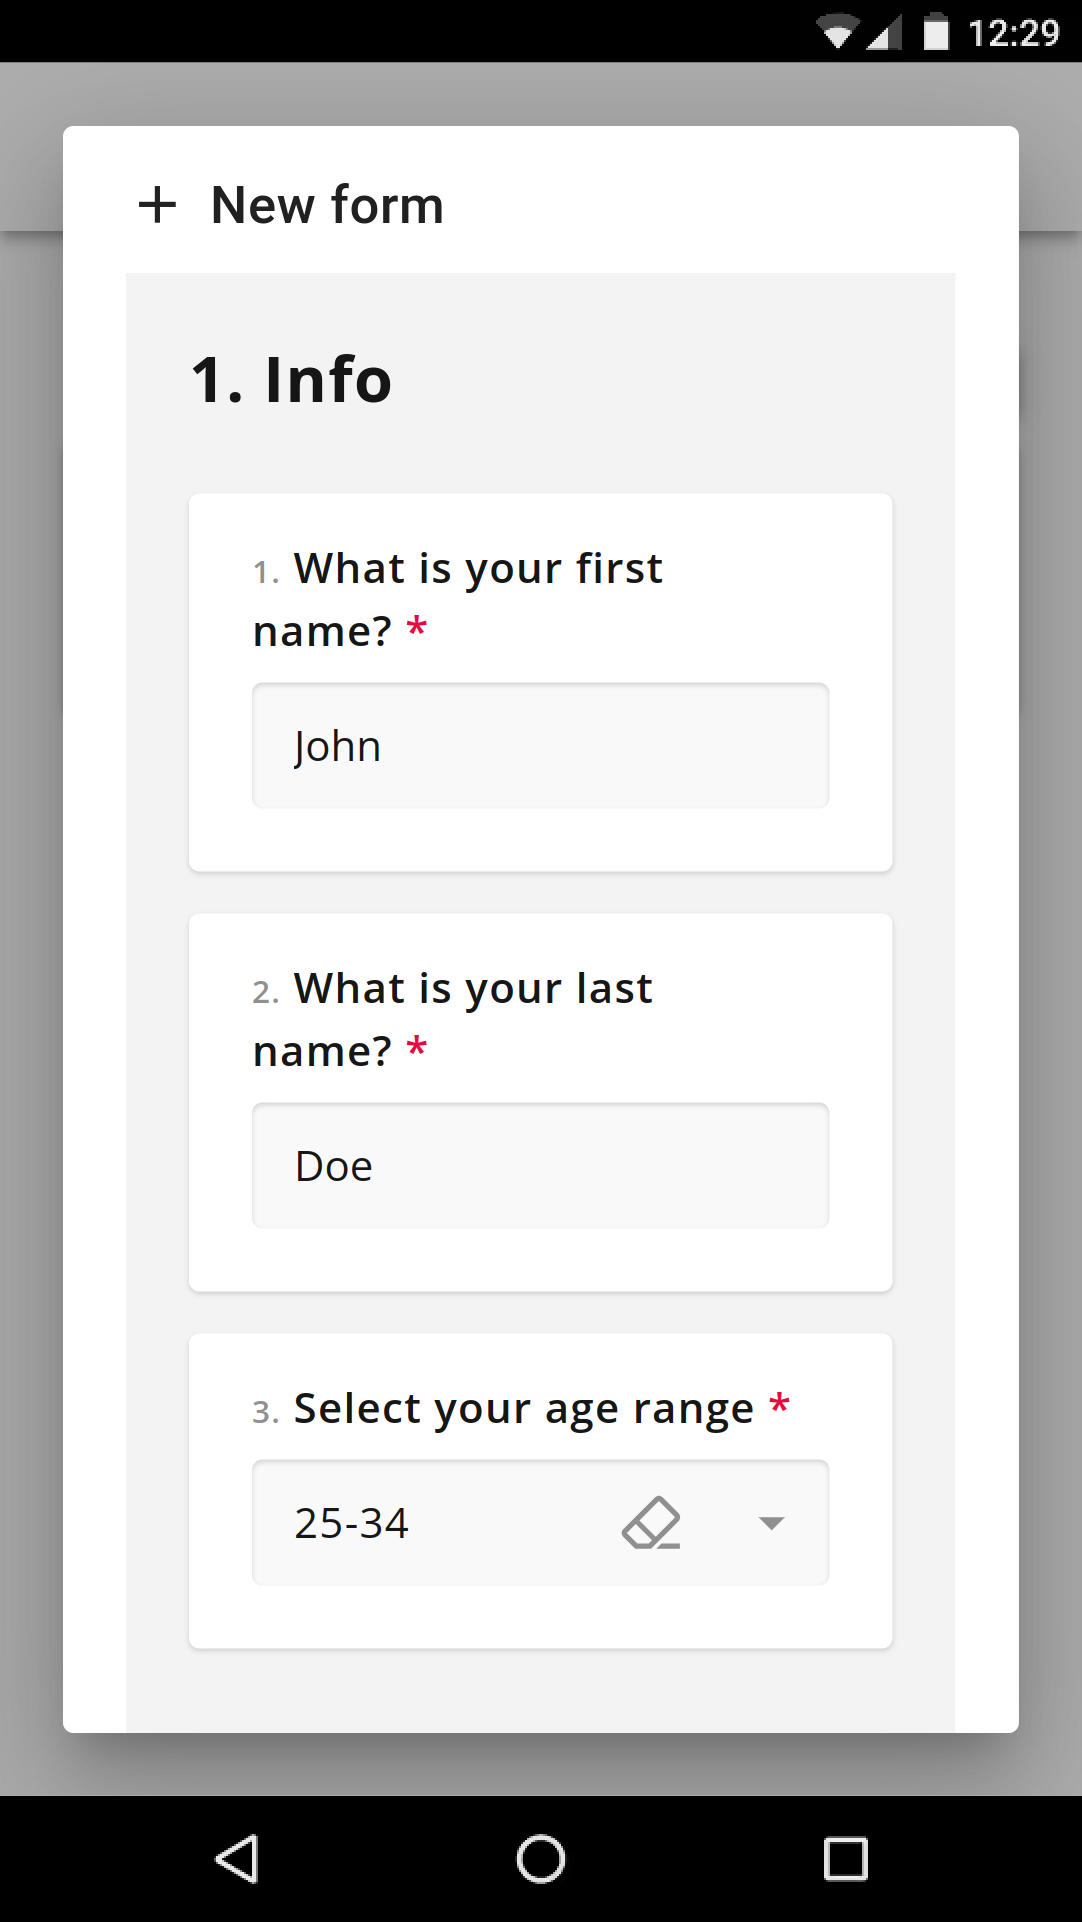 12:29
+ New form
1. Info
1. What is your first
name? *
John
2. What is your last
name? *
Doe
3. Select your age range *
25-34